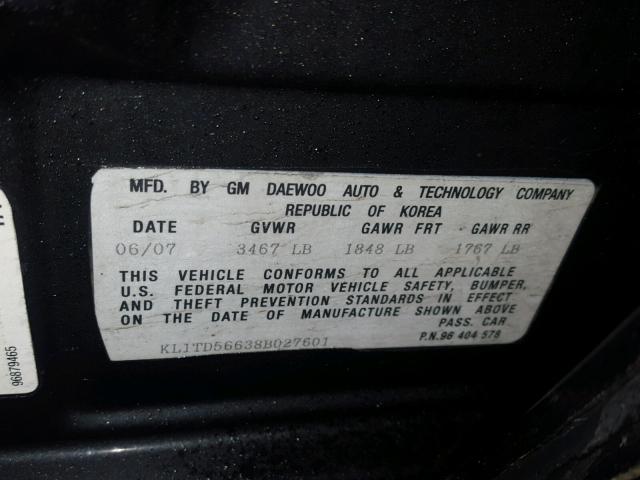 MFD. BY GM DAEWOO AUTO & TECHNOLOGY COMPANY
REPUBLIC OF KOREA
DATE GVWR GAWR FRT GAWR RR
06/07 3467 LB 1848 LB 1767 LB
THIS VEHICLE CONFORMS TO ALL APPLICABLE
U.S. FEDERAL MOTOR VEHICLE SAFETY, BUMPER,
AND THEFT PREVENTION STANDARDS IN EFFECT
ON THE DATE OF MANUFACTURE SHOWN ABOVE
PASS. CAR
KL1TD56638B027601
P.N.96 404 578
96879465